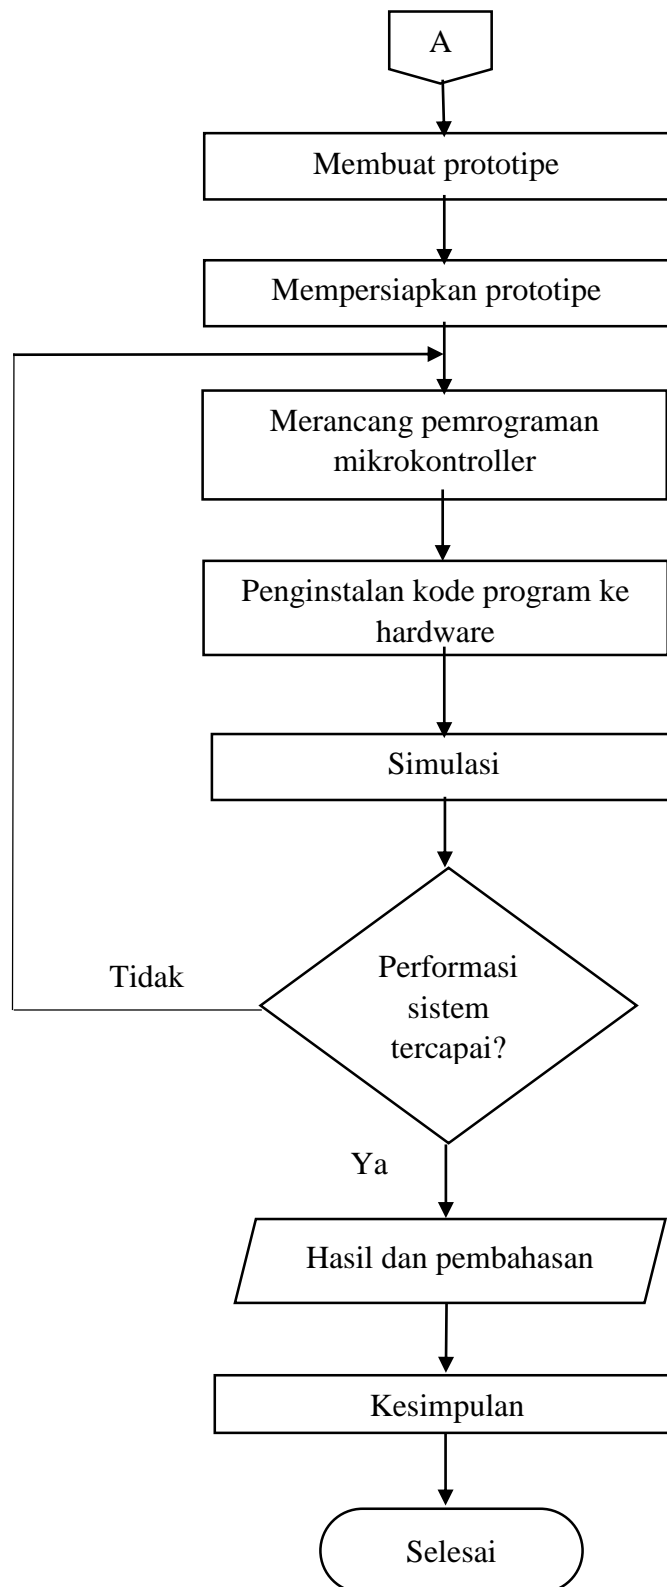 A
Membuat prototipe
Mempersiapkan prototipe
Merancang pemrograman
mikrokontroller
Penginstalan kode program ke
hardware
Simulasi
Performasi
sistem
tercapai?
Tidak
Ya
Hasil dan pembahasan
Kesimpulan
Selesai